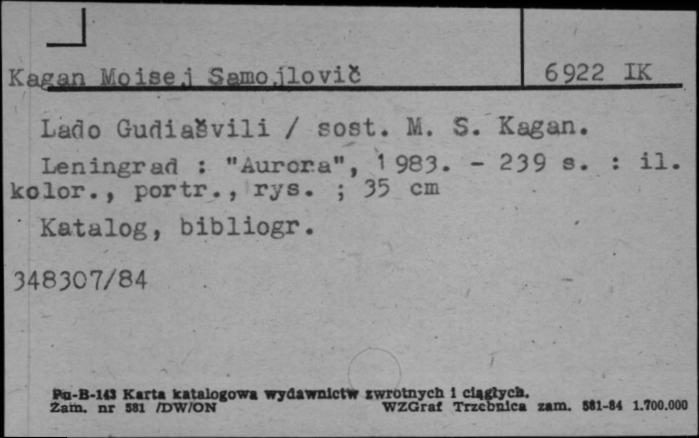 Kagan Moisej Samojlovič 6922 IK
Lado Gudiašvili / sost. M. S. Kagan.
Leningrad : "Aurora", 1983. - 239 s. : il.
kolor., portr., rys. ; 35 cm
Katalog, bibliogr.
348307/84
Pu-B-143 Karta katalogowa wydawnictw zwrotnych i ciągłych.
Zam. nr 581 /DW/ON WZGraf Trzebnica zam. 581-84 1.700.000